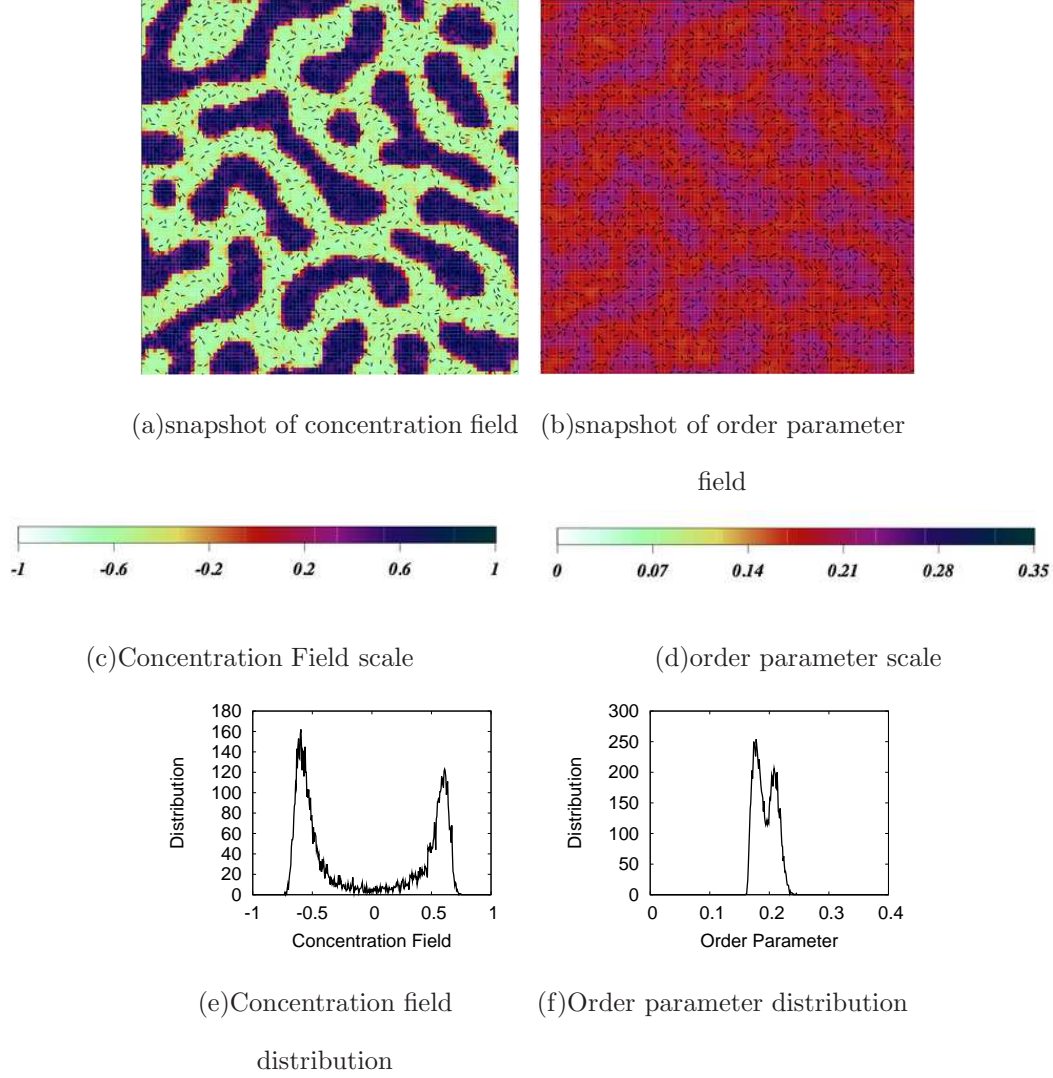 (a)snapshot of concentration field
(b)snapshot of order parameter
field
-1 -0.6 -0.2 0.2 0.6 1
0 0.07 0.14 0.21 0.28 0.35
(c)Concentration Field scale
(d)order parameter scale
180
160
140
120
100
80
60
40
20
0
Distribution
-1 -0.5 0 0.5 1
Concentration Field
300
250
200
150
100
50
0
Distribution
0 0.1 0.2 0.3 0.4
Order Parameter
(e)Concentration field
distribution
(f)Order parameter distribution